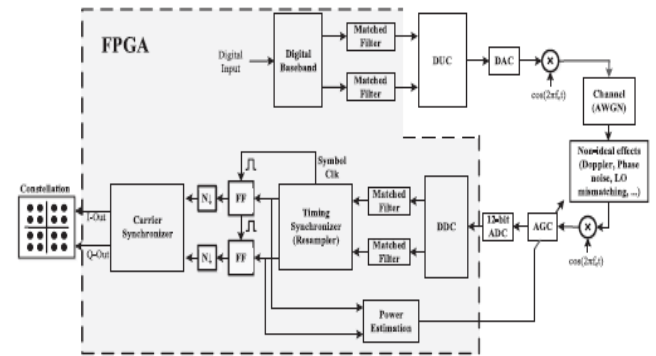 FPGA
Digital
Input
Digital
Baseband
Matched
Filter
Matched
Filter
DUC
DAC
×
cos(2πf,t)
Channel
(AWGN)
Non-ideal effects
(Doppler, Phase
noise, LO
mismatching, ...)
×
cos(2πf,t)
AGC
12-bit
ADC
DDC
Matched
Filter
Matched
Filter
Symbol
Clk
Timing
Synchronizer
(Resampler)
FF
FF
N↓
N↓
Carrier
Synchronizer
I-Out
Q-Out
Constellation
Power
Estimation